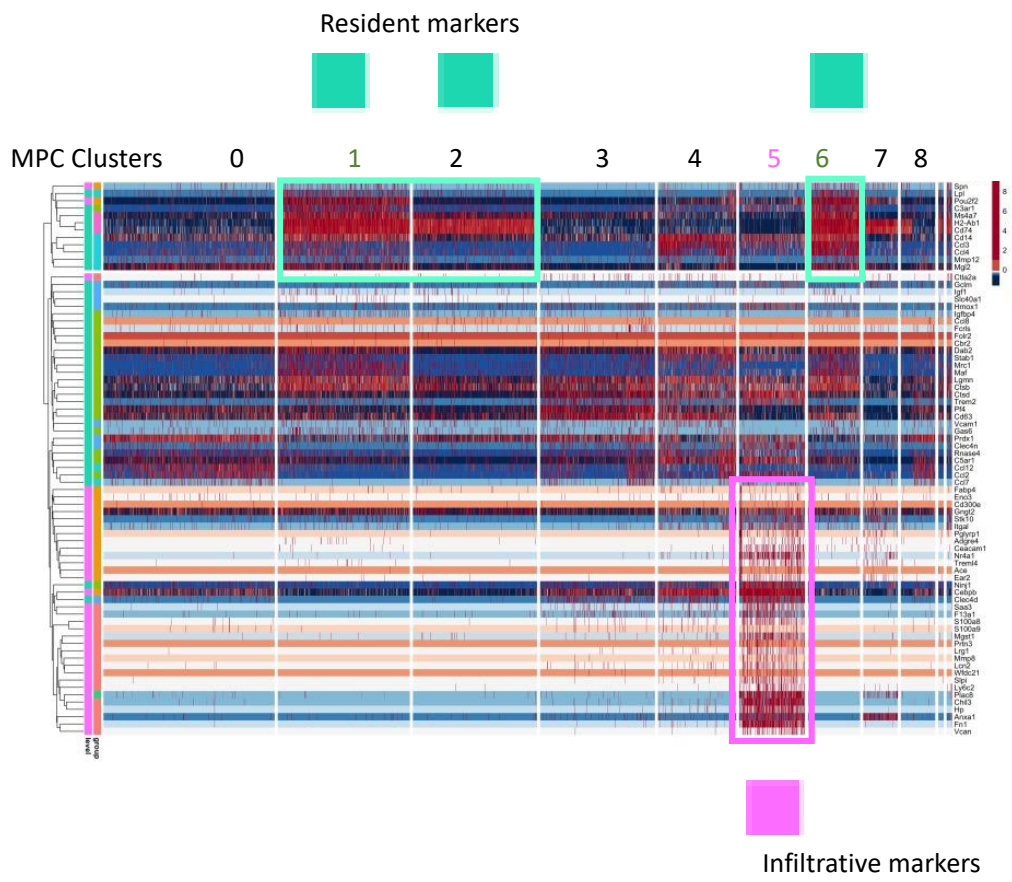 Resident markers
MPC Clusters 0 1 2 3 4 5 6 7 8
Spn
Lpl
Pou2f2
C3ar1
Ms4a7
H2-Ab1
Cd74
Cd14
Ccl3
Ccl4
Mmp12
Mgl2
Ctla2a
Gclm
Igf1
Slc40a1
Hmox1
Igfbp4
Ccl8
Fcrls
Folr2
Cbr2
Dab2
Stab1
Mrc1
Maf
Lgmn
Ctsb
Ctsd
Trem2
Pf4
Cd63
Vcam1
Gas6
Prdx1
Clec4n
Rnase4
C5ar1
Ccl12
Ccl2
Ccl7
Fabp4
Eno3
Cd300e
Gngt2
Stk10
Itgal
Pglyrp1
Adgre4
Ceacam1
Nr4a1
Treml4
Ace
Ear2
Ninj1
Cebpb
Clec4d
Saa3
F13a1
S100a8
S100a9
Mgst1
Prtn3
Lrg1
Mmp8
Lcn2
Wfdc21
Slpi
Ly6c2
Plac8
Chil3
Hp
Anxa1
Fn1
Vcan
8
6
4
2
0
level
group
Infiltrative markers